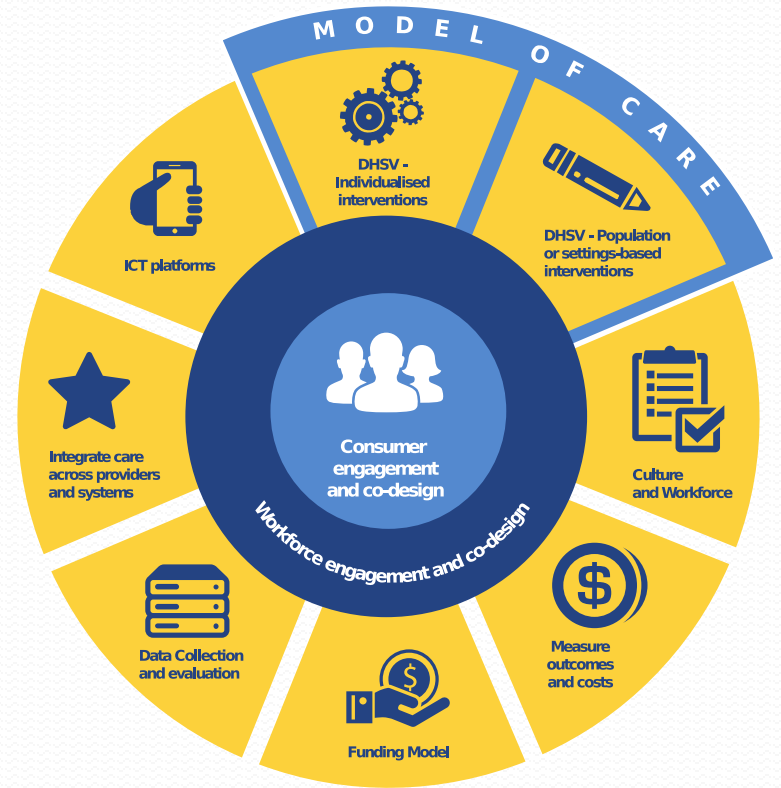 MODEL OF CARE
DHSV -
Individualised
interventions
DHSV - Population
or settings-based
interventions
Culture
and Workforce
$
Measure
outcomes
and costs
$
Funding Model
Data Collection
and evaluation
Integrate care
across providers
and systems
ICT platforms
Consumer
engagement
and co-design
Workforce engagement and co-design